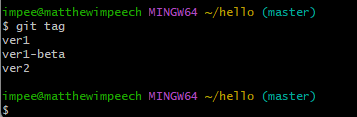 impee@matthewimpeech MINGW64 ~/hello (master)
$ git tag
ver1
ver1-beta
ver2
impee@matthewimpeech MINGW64 ~/hello (master)
$